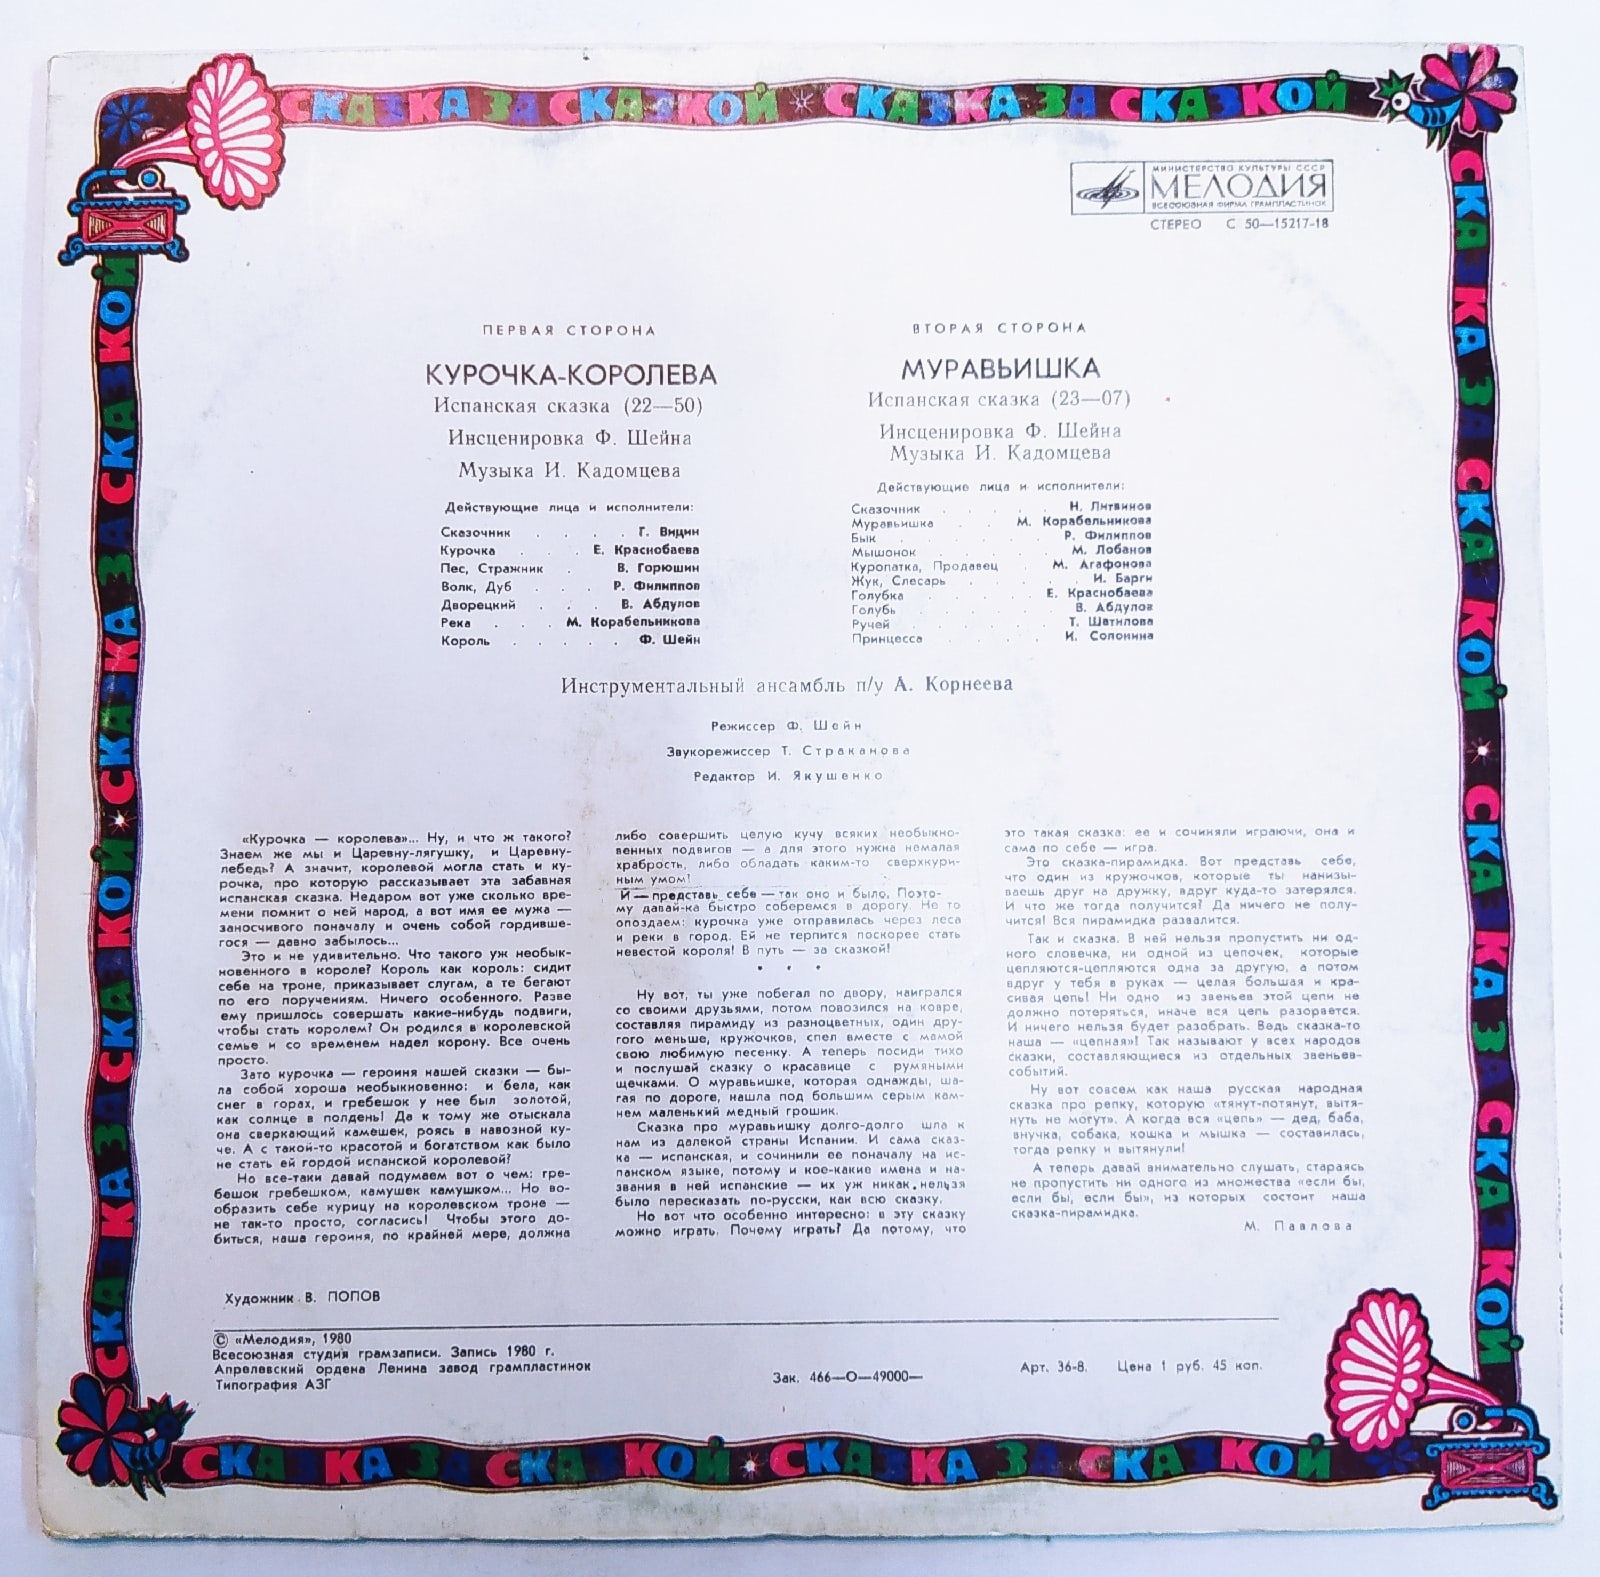 СКАЗКА ЗА СКАЗКОЙ * СКАЗКА ЗА СКАЗКОЙ
МИНИСТЕРСТВО КУЛЬТУРЫ СССР
МЕЛОДИЯ
ВСЕСОЮЗНАЯ ФИРМА ГРАМПЛАСТИНОК
СТЕРЕО С 50—15217-18
ПЕРВАЯ СТОРОНА
КУРОЧКА-КОРОЛЕВА
Испанская сказка (22—50)
Инсценировка Ф. Шейна
Музыка И. Кадомцева
Действующие лица и исполнители:
Сказочник . . . . Г. Вицин
Курочка . . . Е. Краснобаева
Пес, Стражник . В. Горюшин
Волк, Дуб . . . Р. Филиппов
Дворецкий . . . В. Абдулов
Река . . . М. Корабельникова
Король . . . . . Ф. Шейн
ВТОРАЯ СТОРОНА
МУРАВЬИШКА
Испанская сказка (23—07)
Инсценировка Ф. Шейна
Музыка И. Кадомцева
Действующие лица и исполнители:
Сказочник . . . . . Н. Литвинов
Муравьишка . . М. Корабельникова
Бык . . . . . . Р. Филиппов
Мышонок . . . . . М. Лобанов
Куропатка, Продавец . М. Агафонова
Жук, Слесарь . . . . . И. Барги
Голубка . . . . . Е. Краснобаева
Голубь . . . . . . В. Абдулов
Ручей . . . . . . Т. Шатилова
Принцесса . . . . . И. Солонина
Инструментальный ансамбль п/у А. Корнеева
Режиссер Ф. Шейн
Звукорежиссер Т. Страканова
Редактор И. Якушенко
«Курочка — королева»... Ну, и что ж такого?
Знаем же мы и Царевну-лягушку, и Царевну-
лебедь? А значит, королевой могла стать и ку-
рочка, про которую рассказывает эта забавная
испанская сказка. Недаром вот уже сколько вре-
мени помнит о ней народ, а вот имя ее мужа —
заносчивого поначалу и очень собой гордивше-
гося — давно забылось...
Это и не удивительно. Что такого уж необык-
новенного в короле? Король как король: сидит
себе на троне, приказывает слугам, а те бегают
по его поручениям. Ничего особенного. Разве
ему пришлось совершать какие-нибудь подвиги,
чтобы стать королем? Он родился в королевской
семье и со временем надел корону. Все очень
просто.
Зато курочка — героиня нашей сказки — бы-
ла собой хороша необыкновенно: и бела, как
снег в горах, и гребешок у нее был золотой,
как солнце в полдень! Да к тому же отыскала
она сверкающий камешек, роясь в навозной ку-
че. А с такой-то красотой и богатством как было
не стать ей гордой испанской королевой?
Но все-таки давай подумаем вот о чем: гре-
бешок гребешком, камушек камушком... Но во-
образить себе курицу на королевском троне —
не так-то просто, согласись! Чтобы этого до-
биться, наша героиня, по крайней мере, должна
либо совершить целую кучу всяких необыкно-
венных подвигов — а для этого нужна немалая
храбрость, либо обладать каким-то сверхкури-
ным умом!
И — представь себе — так оно и было. Поэто-
му давай-ка быстро соберемся в дорогу. Не то
опоздаем: курочка уже отправилась через леса
и реки в город. Ей не терпится поскорее стать
невестой короля! В путь — за сказкой!
* * *
Ну вот, ты уже побегал по двору, наигрался
со своими друзьями, потом повозился на ковре,
составляя пирамиду из разноцветных, один дру-
гого меньше, кружочков, спел вместе с мамой
свою любимую песенку. А теперь посиди тихо
и послушай сказку о красавице с румяными
щечками. О муравьишке, которая однажды, ша-
гая по дороге, нашла под большим серым кам-
нем маленький медный грошик.
Сказка про муравьишку долго-долго шла к
нам из далекой страны Испании. И сама сказ-
ка — испанская, и сочинили ее поначалу на ис-
панском языке, потому и кое-какие имена и на-
звания в ней испанские — их уж никак нельзя
было пересказать по-русски, как всю сказку.
Но вот что особенно интересно: в эту сказку
можно играть. Почему играть? Да потому, что
это такая сказка: ее и сочиняли играючи, она и
сама по себе — игра.
Это сказка-пирамидка. Вот представь себе,
что один из кружочков, которые ты нанизы-
ваешь друг на дружку, вдруг куда-то затерялся.
И что же тогда получится? Да ничего не полу-
чится! Вся пирамидка развалится.
Так и сказка. В ней нельзя пропустить ни од-
ного словечка, ни одной из цепочек, которые
цепляются-цепляются одна за другую, а потом
вдруг у тебя в руках — целая большая и кра-
сивая цепь! Ни одно из звеньев этой цепи не
должно потеряться, иначе вся цепь разорвется.
И ничего нельзя будет разобрать. Ведь сказка-то
наша — «цепная»! Так называют у всех народов
сказки, составляющиеся из отдельных звеньев-
событий.
Ну вот совсем как наша русская народная
сказка про репку, которую «тянут-потянут, вытя-
нуть не могут». А когда вся «цепь» — дед, баба,
внучка, собака, кошка и мышка — составилась,
тогда репку и вытянули!
А теперь давай внимательно слушать, стараясь
не пропустить ни одного из множества «если бы,
если бы, если бы», из которых состоит наша
сказка-пирамидка.
М. Павлова
Художник В. ПОПОВ
© «Мелодия», 1980
Всесоюзная студия грамзаписи. Запись 1980 г.
Апрелевский ордена Ленина завод грампластинок
Типография АЗГ
Зак. 466—О—49000—
Арт. 36-8. Цена 1 руб. 45 коп.
СКАЗКА ЗА СКАЗКОЙ * СКАЗКА ЗА СКАЗКОЙ
СКАЗКА ЗА СКАЗКОЙ * СКАЗКА ЗА СКАЗКОЙ
СКАЗКА ЗА СКАЗКОЙ * СКАЗКА ЗА СКАЗКОЙ